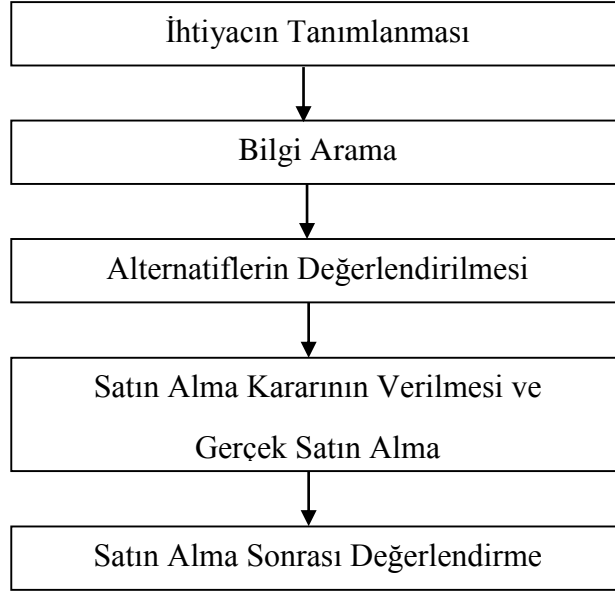 İhtiyacın Tanımlanması
Bilgi Arama
Alternatiflerin Değerlendirilmesi
Satın Alma Kararının Verilmesi ve
Gerçek Satın Alma
Satın Alma Sonrası Değerlendirme